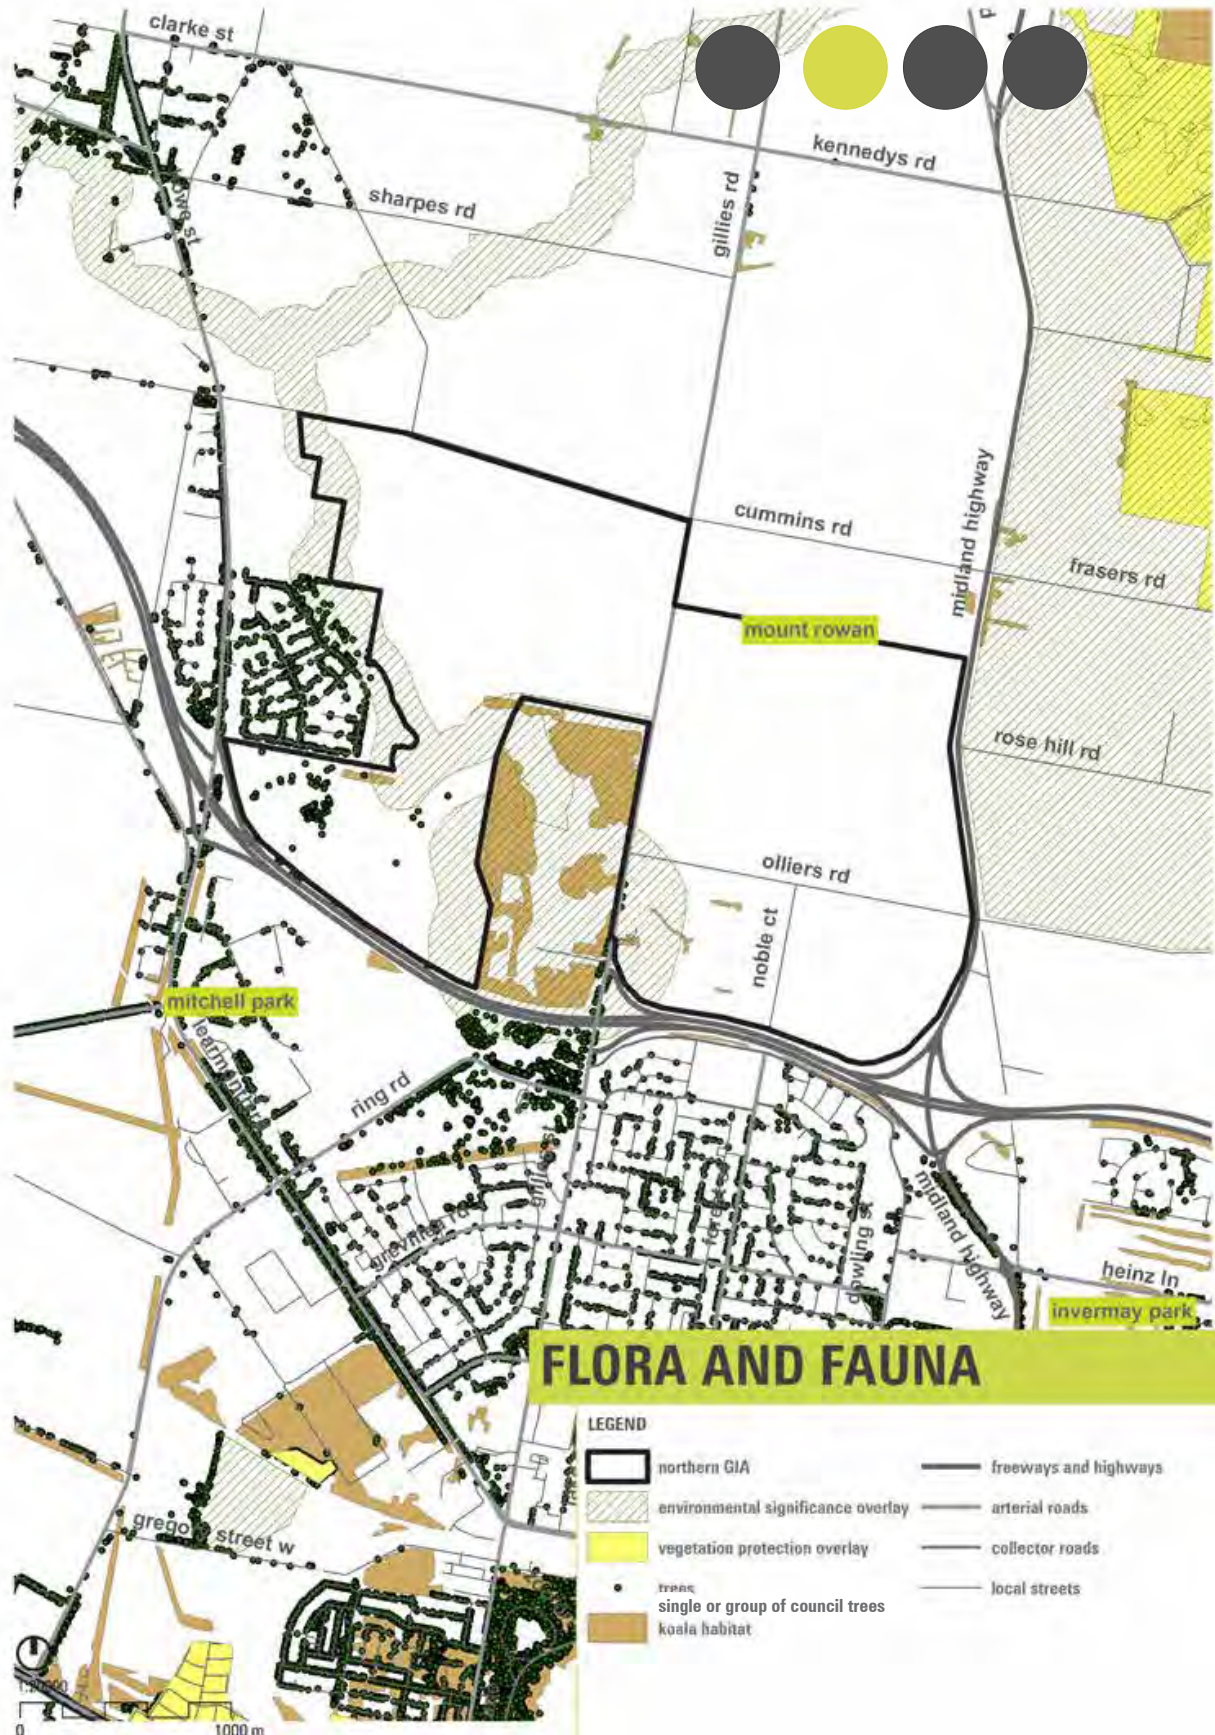 clarke st
kennedys rd
sharpes rd
gillies rd
cummins rd
midland highway
frasers rd
mount rowan
rose hill rd
olliers rd
noble ct
mitchell park
ring rd
dowling st
midland highway
heinz ln
invermay park
street w
FLORA AND FAUNA
LEGEND
northern GIA
environmental significance overlay
vegetation protection overlay
trees
single or group of council trees
koala habitat
freeways and highways
arterial roads
collector roads
local streets
0 1000 m